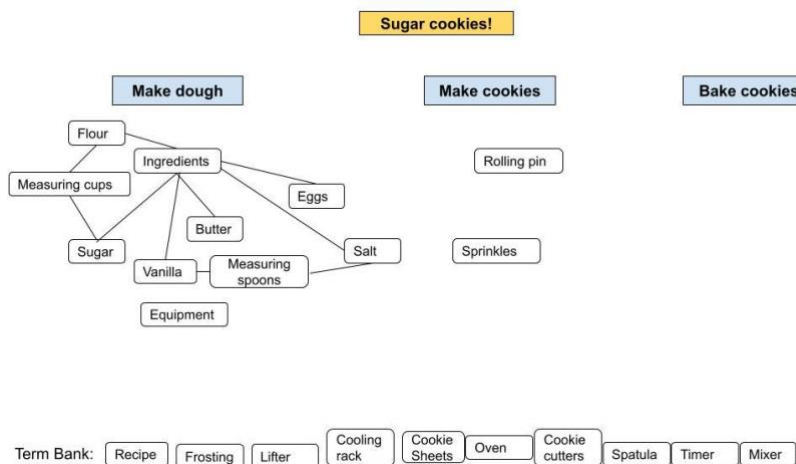 Sugar cookies!
Make dough
Make cookies
Bake cookies
Flour
Ingredients
Rolling pin
Measuring cups
Eggs
Butter
Sugar
Salt
Sprinkles
Vanilla
Measuring
spoons
Equipment
Term Bank:
Recipe
Frosting
Lifter
Cooling
rack
Cookie
Sheets
Oven
Cookie
cutters
Spatula
Timer
Mixer